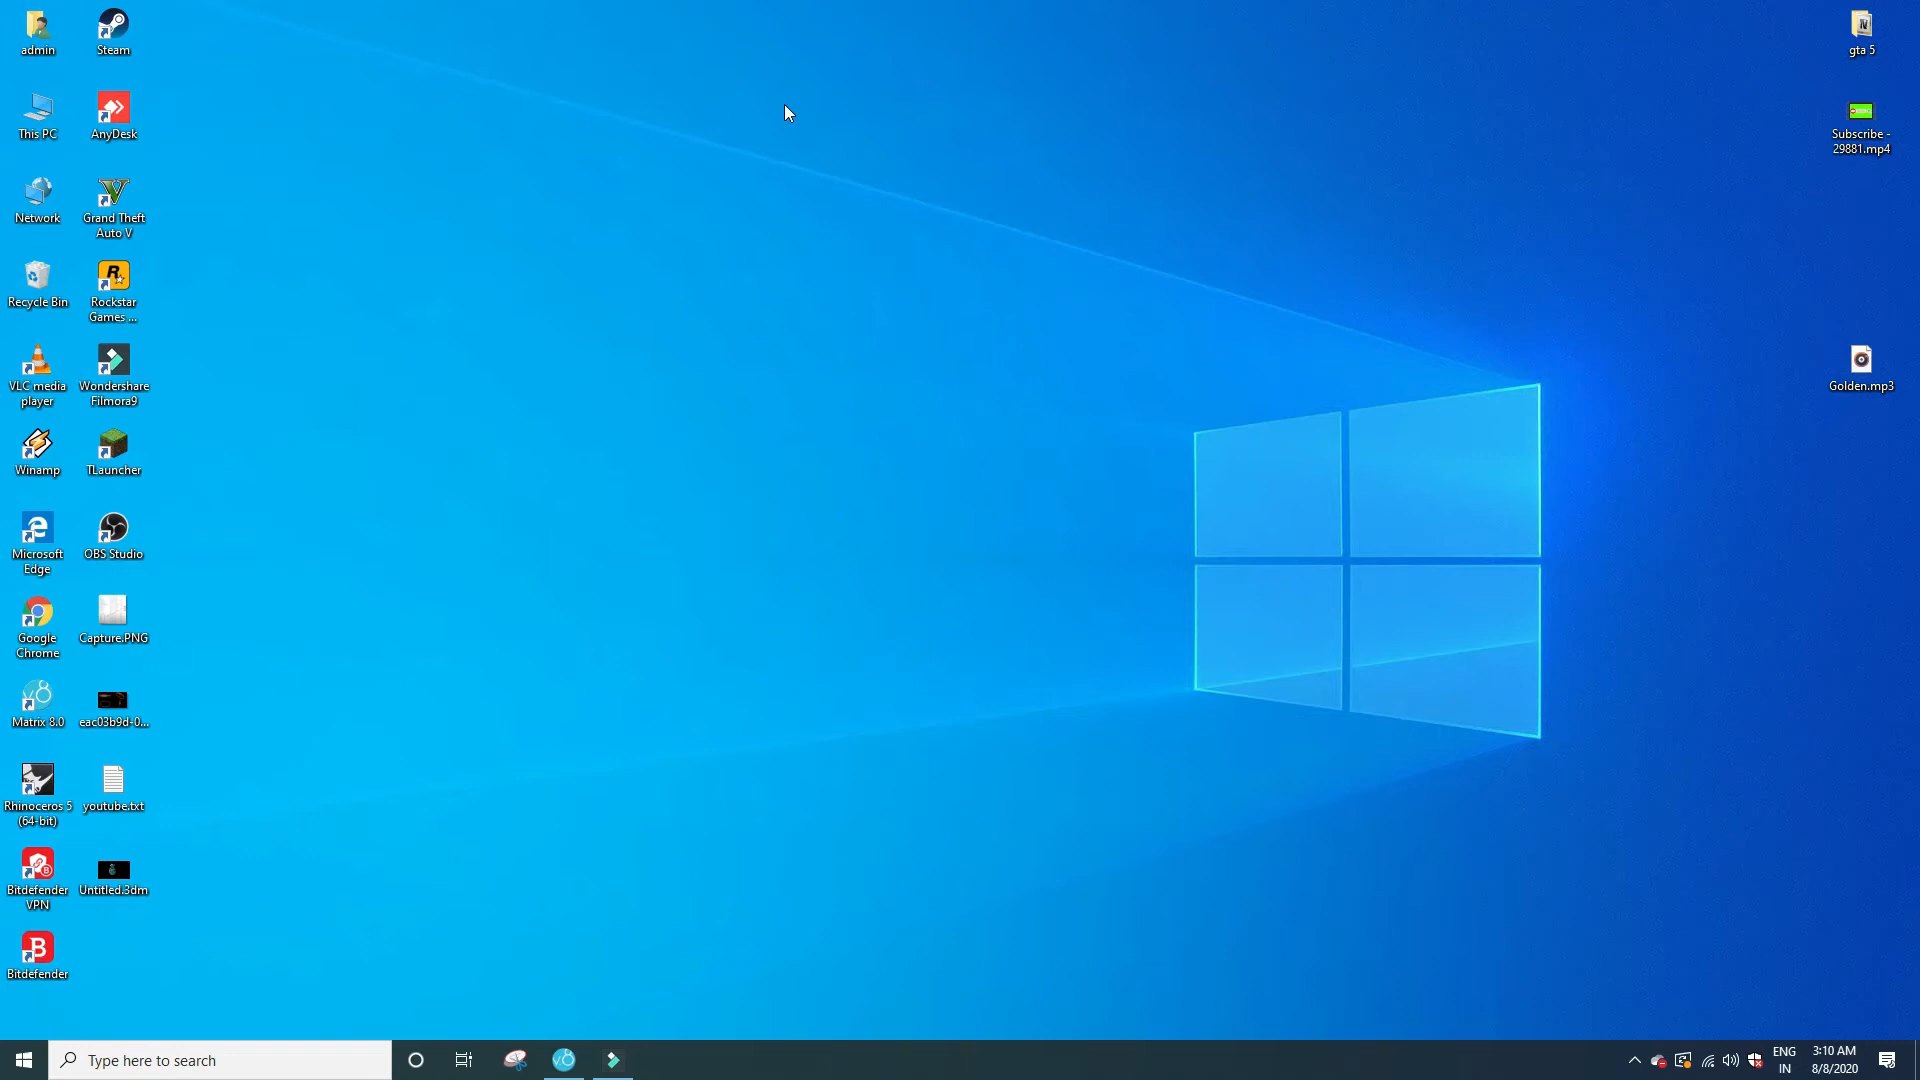 admin
Steam
This PC
AnyDesk
Network
Grand Theft
Auto V
Recycle Bin
Rockstar
Games ...
VLC media
player
Wondershare
Filmora9
Winamp
TLauncher
Microsoft
Edge
OBS Studio
Google
Chrome
Capture.PNG
Matrix 8.0
eac03b9d-0...
Rhinoceros 5
(64-bit)
youtube.txt
Bitdefender
VPN
Untitled.3dm
Bitdefender
gta 5
Subscribe -
29881.mp4
Golden.mp3
Type here to search
ENG
IN
3:10 AM
8/8/2020